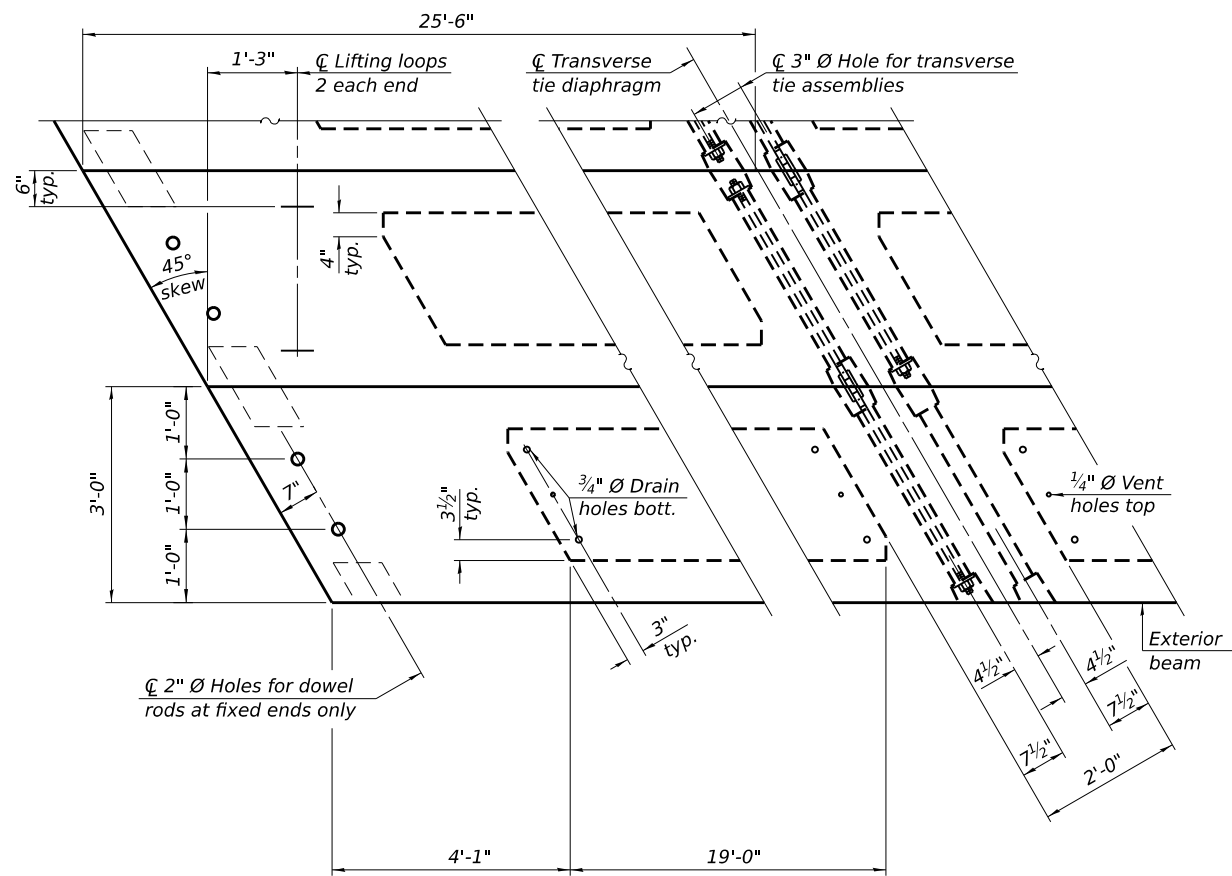 25'-6"
1'-3"
℄ Lifting loops
2 each end
℄ Transverse
tie diaphragm
℄ 3" Ø Hole for transverse
tie assemblies
6"
typ.
4"
typ.
45°
skew
1'-0"
1'-0"
1'-0"
3'-0"
7"
3½"
typ.
¾" Ø Drain
holes bott.
¼" Ø Vent
holes top
3"
typ.
℄ 2" Ø Holes for dowel
rods at fixed ends only
Exterior
beam
4½"
4½"
7½"
7½"
2'-0"
4'-1"
19'-0"